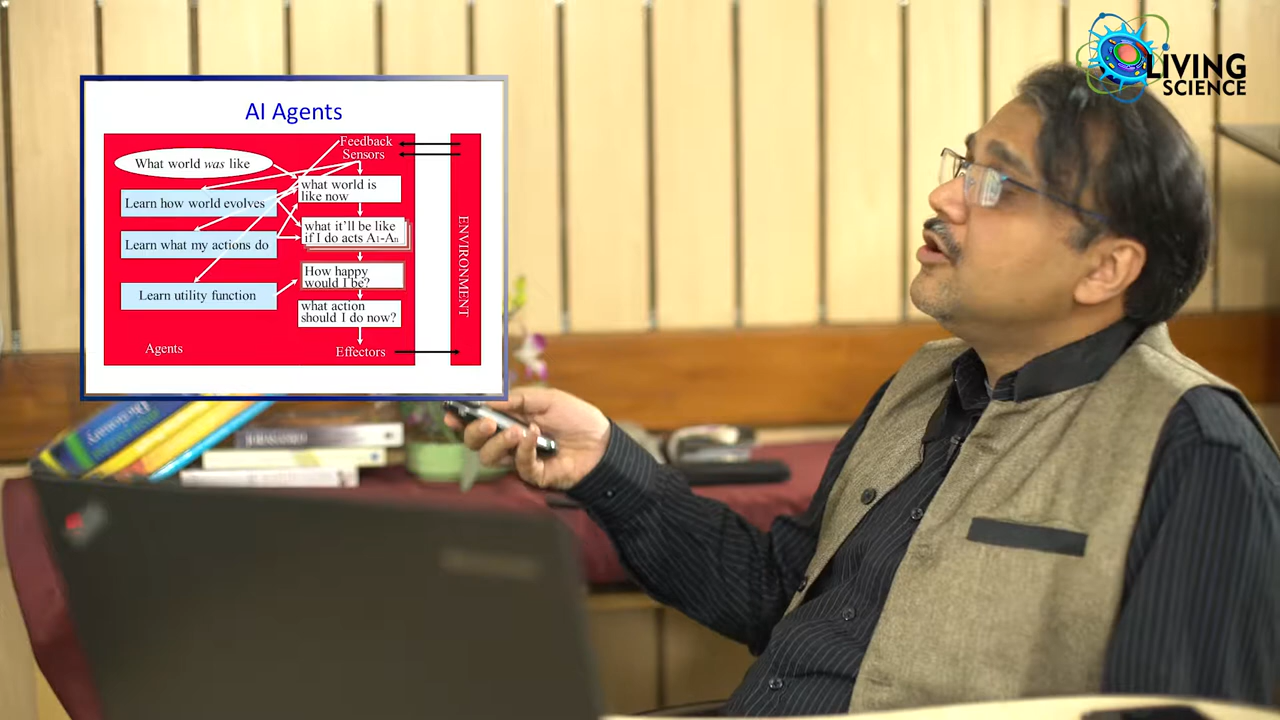 LIVING
SCIENCE
AI Agents
Feedback
Sensors
What world was like
what world is
like now
Learn how world evolves
what it'll be like
if I do acts A1-An
Learn what my actions do
How happy
would I be?
Learn utility function
what action
should I do now?
Agents
Effectors
ENVIRONMENT